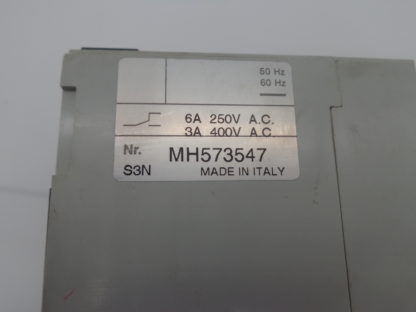 50 Hz
60 Hz
6A 250V A.C.
3A 400V A.C.
Nr. MH573547
S3N MADE IN ITALY